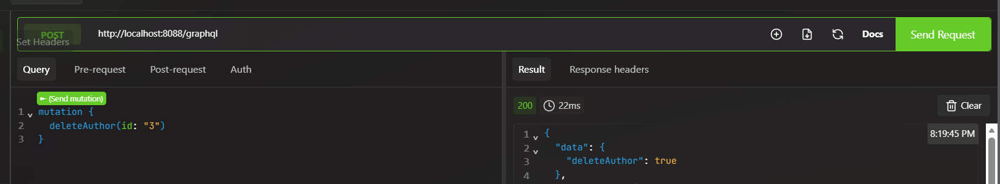 POST
http://localhost:8088/graphql
Docs
Send Request
Set Headers
Query
Pre-request
Post-request
Auth
Result
Response headers
(Send mutation)
1 mutation {
2 deleteAuthor(id: "3")
3 }
200
22ms
Clear
1 {
8:19:45 PM
2 "data": {
3 "deleteAuthor": true
4 },